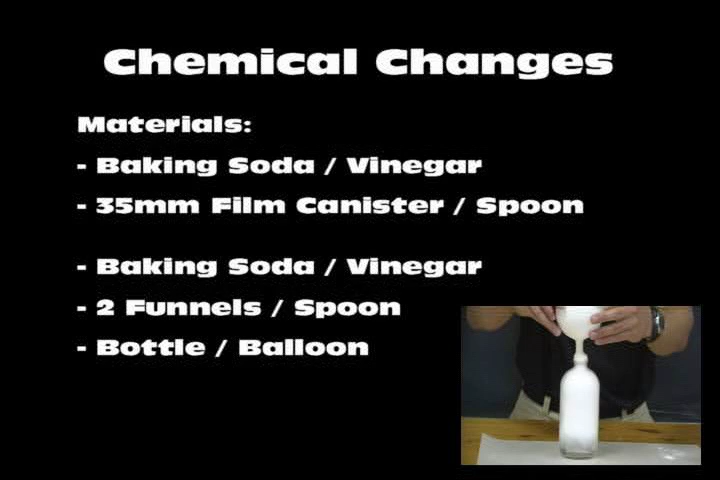 Chemical Changes
Materials:
- Baking Soda / Vinegar
- 35mm Film Canister / Spoon
- Baking Soda / Vinegar
- 2 Funnels / Spoon
- Bottle / Balloon